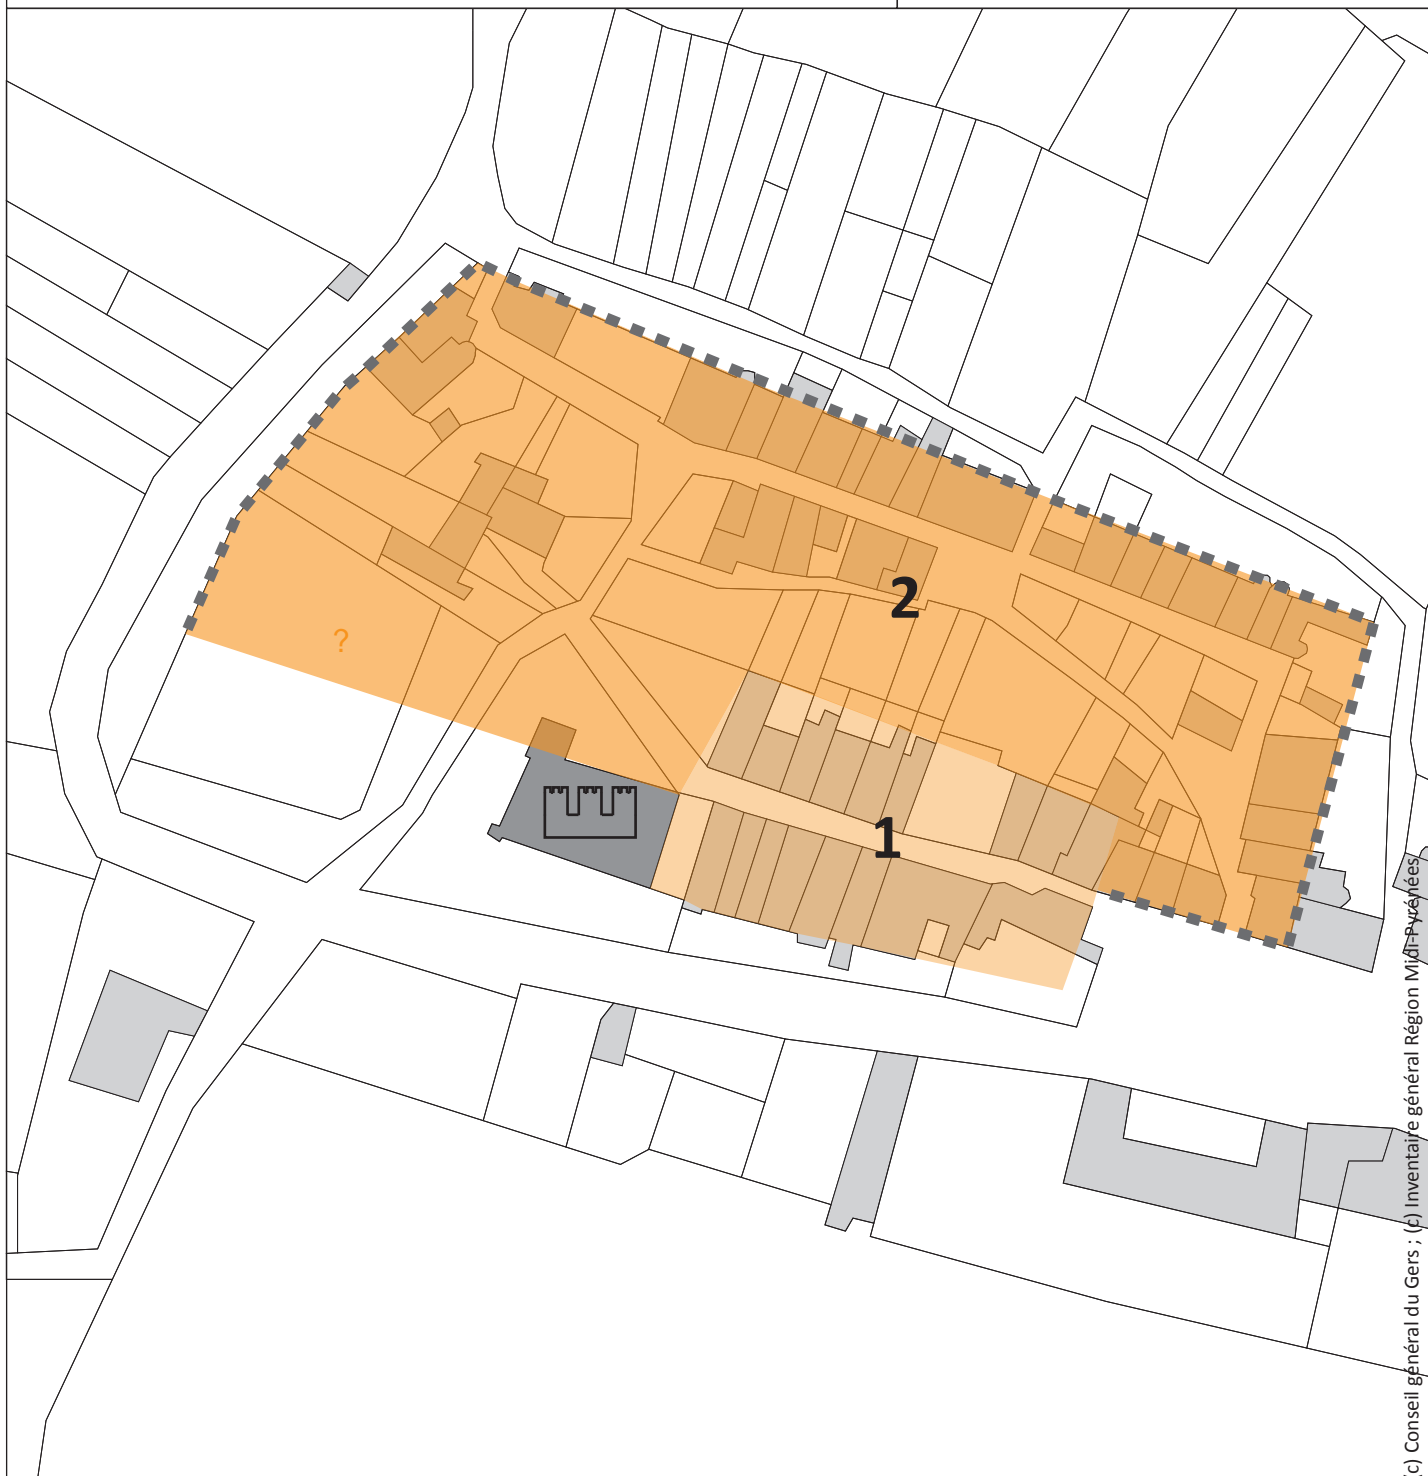 ?
2
1
(c) Conseil général du Gers ; (c) Inventaire général Région Midi-Pyrénées